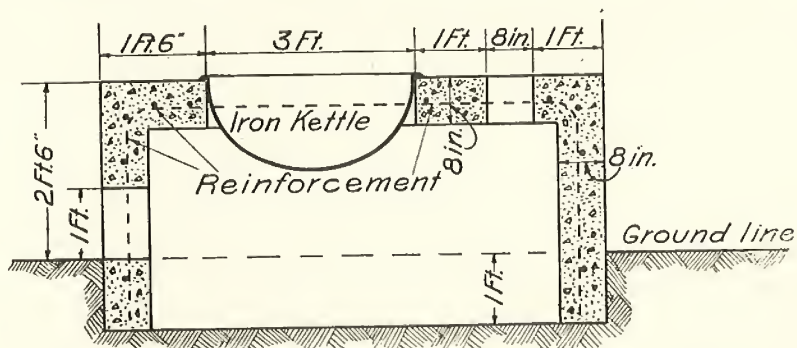 1Ft.6"
3 Ft.
1Ft.
8in.
1Ft.
Iron Kettle
8in.
2Ft.6"
Reinforcement
8in.
1Ft.
Ground line
1Ft.